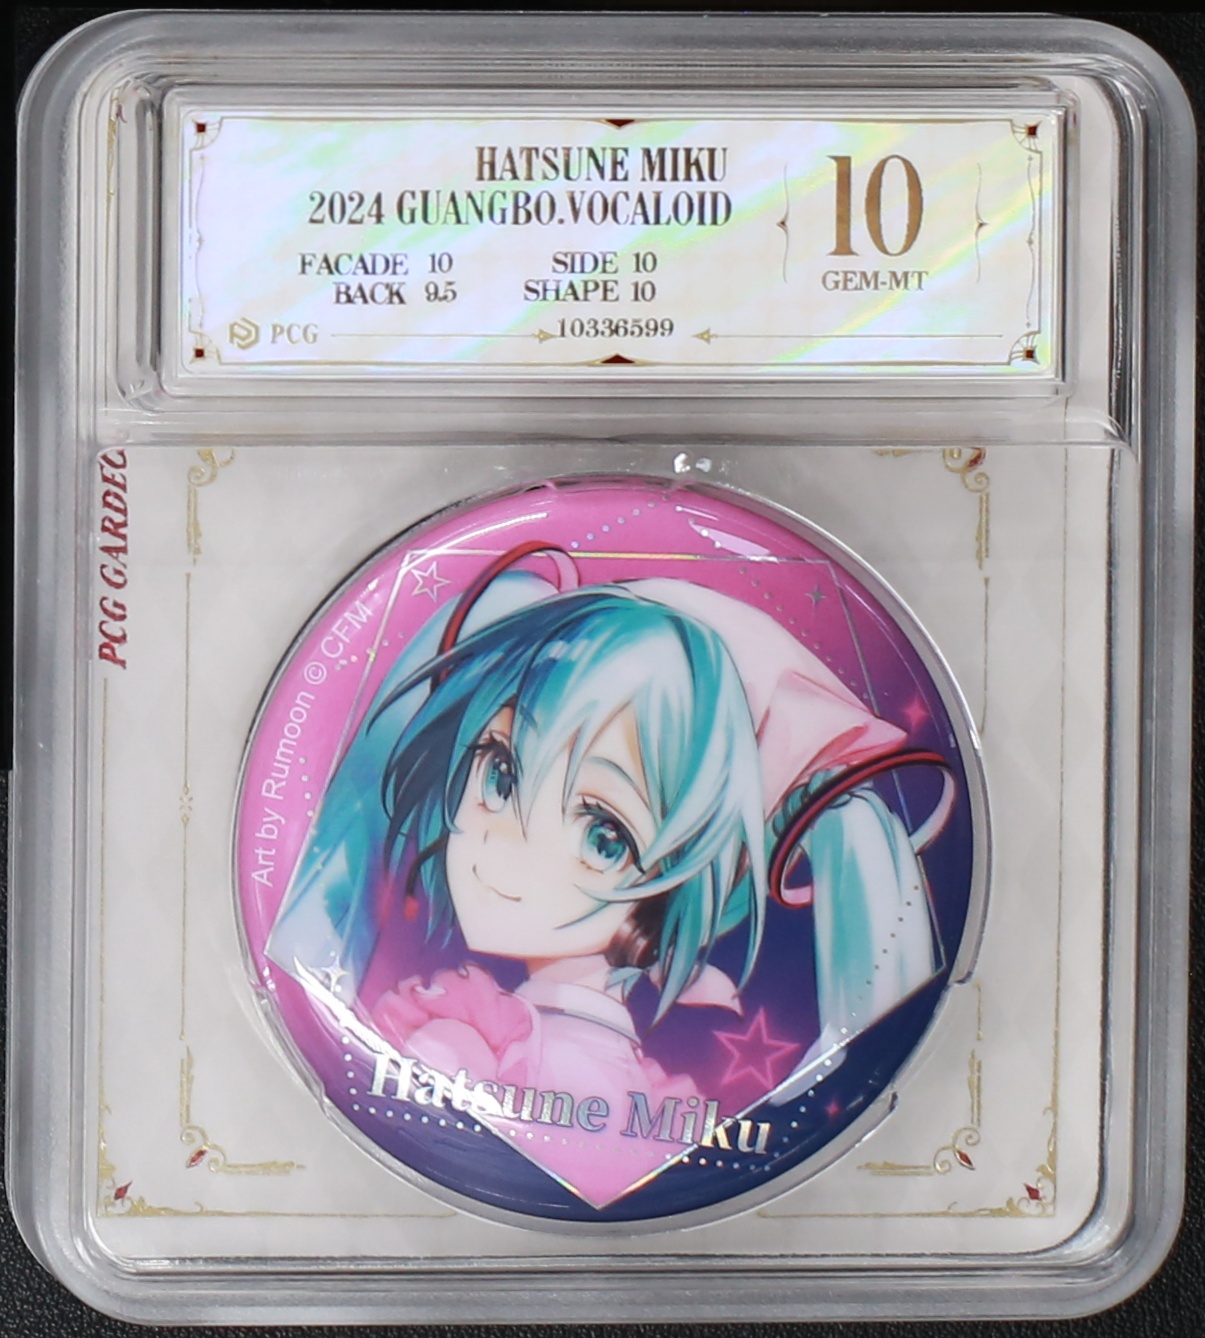 HATSUNE MIKU
2024 GUANGBO.VOCALOID
FACADE 10 SIDE 10
BACK 9.5 SHAPE 10
PCG 10336599
10
GEM-MT
PCG GARDEC
Art by Rumoon © CFM
Hatsune Miku